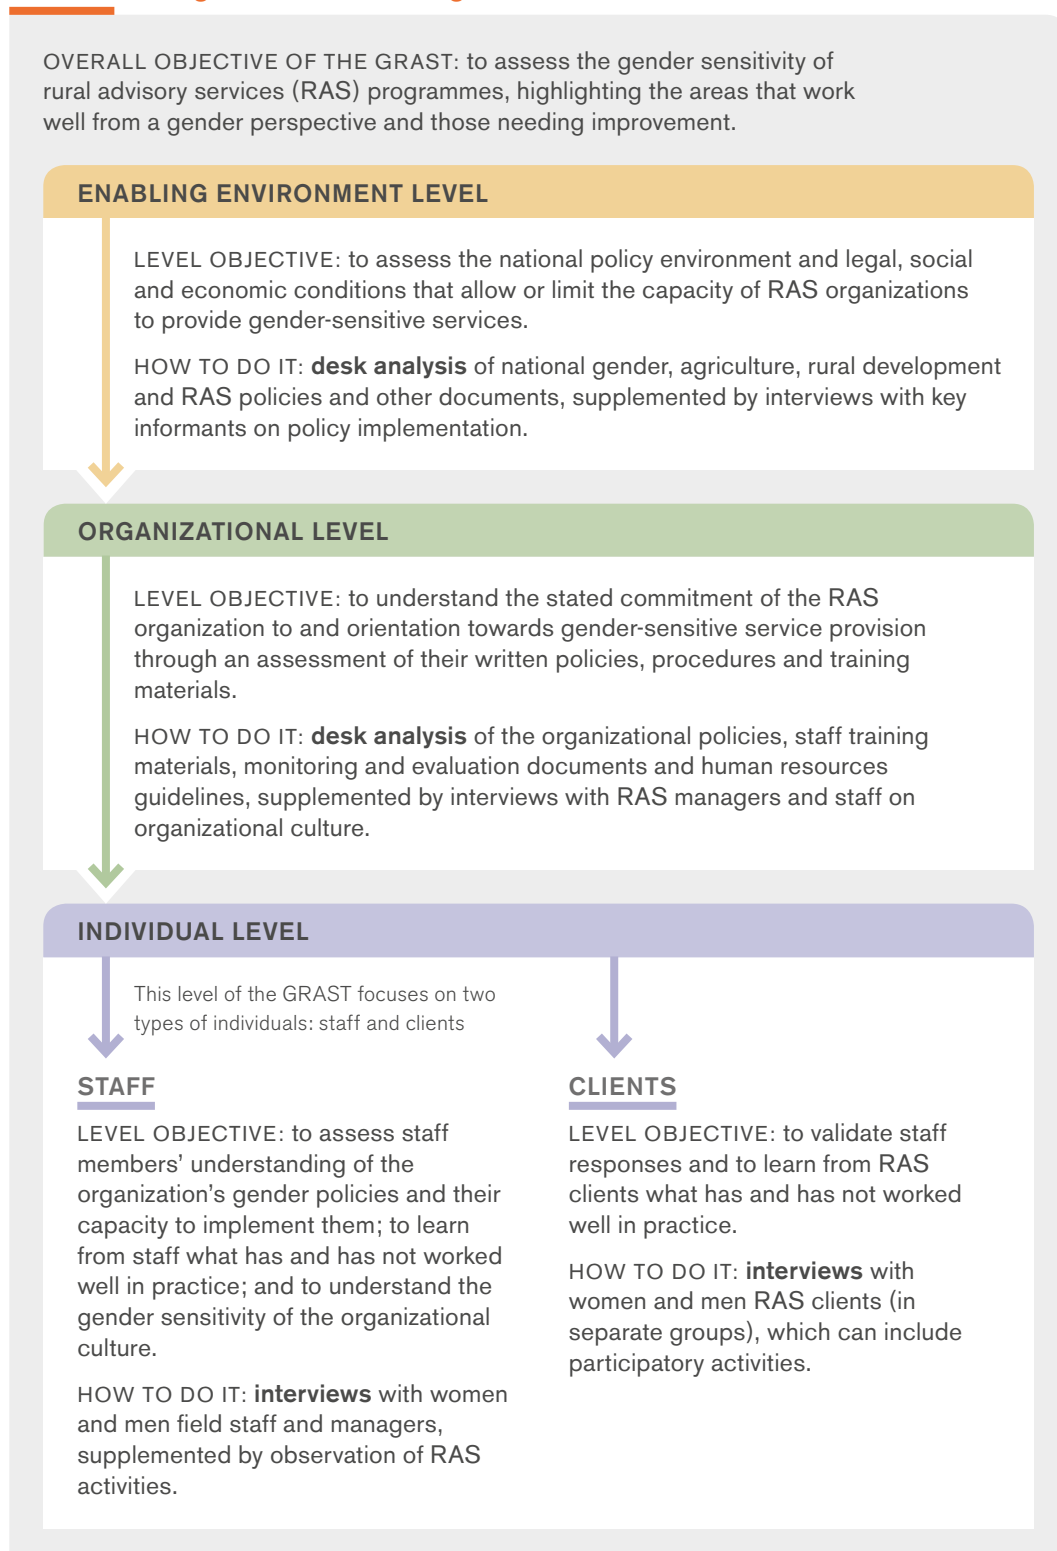 OVERALL OBJECTIVE OF THE GRAST: to assess the gender sensitivity of
rural advisory services (RAS) programmes, highlighting the areas that work
well from a gender perspective and those needing improvement.
ENABLING ENVIRONMENT LEVEL
LEVEL OBJECTIVE: to assess the national policy environment and legal, social
and economic conditions that allow or limit the capacity of RAS organizations
to provide gender-sensitive services.
HOW TO DO IT: desk analysis of national gender, agriculture, rural development
and RAS policies and other documents, supplemented by interviews with key
informants on policy implementation.
ORGANIZATIONAL LEVEL
LEVEL OBJECTIVE: to understand the stated commitment of the RAS
organization to and orientation towards gender-sensitive service provision
through an assessment of their written policies, procedures and training
materials.
HOW TO DO IT: desk analysis of the organizational policies, staff training
materials, monitoring and evaluation documents and human resources
guidelines, supplemented by interviews with RAS managers and staff on
organizational culture.
INDIVIDUAL LEVEL
This level of the GRAST focuses on two
types of individuals: staff and clients
STAFF
LEVEL OBJECTIVE: to assess staff
members' understanding of the
organization's gender policies and their
capacity to implement them; to learn
from staff what has and has not worked
well in practice; and to understand the
gender sensitivity of the organizational
culture.
HOW TO DO IT: interviews with women
and men field staff and managers,
supplemented by observation of RAS
activities.
CLIENTS
LEVEL OBJECTIVE: to validate staff
responses and to learn from RAS
clients what has and has not worked
well in practice.
HOW TO DO IT: interviews with
women and men RAS clients (in
separate groups), which can include
participatory activities.